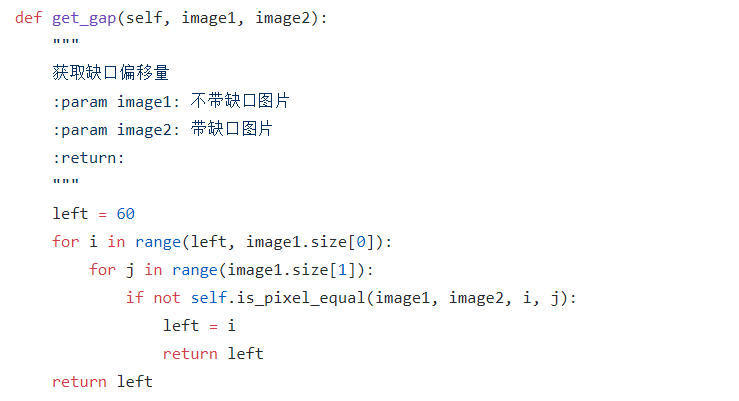 def get_gap(self, image1, image2):
    """
    获取缺口偏移量
    :param image1: 不带缺口图片
    :param image2: 带缺口图片
    :return:
    """
    left = 60
    for i in range(left, image1.size[0]):
        for j in range(image1.size[1]):
            if not self.is_pixel_equal(image1, image2, i, j):
                left = i
                return left
    return left